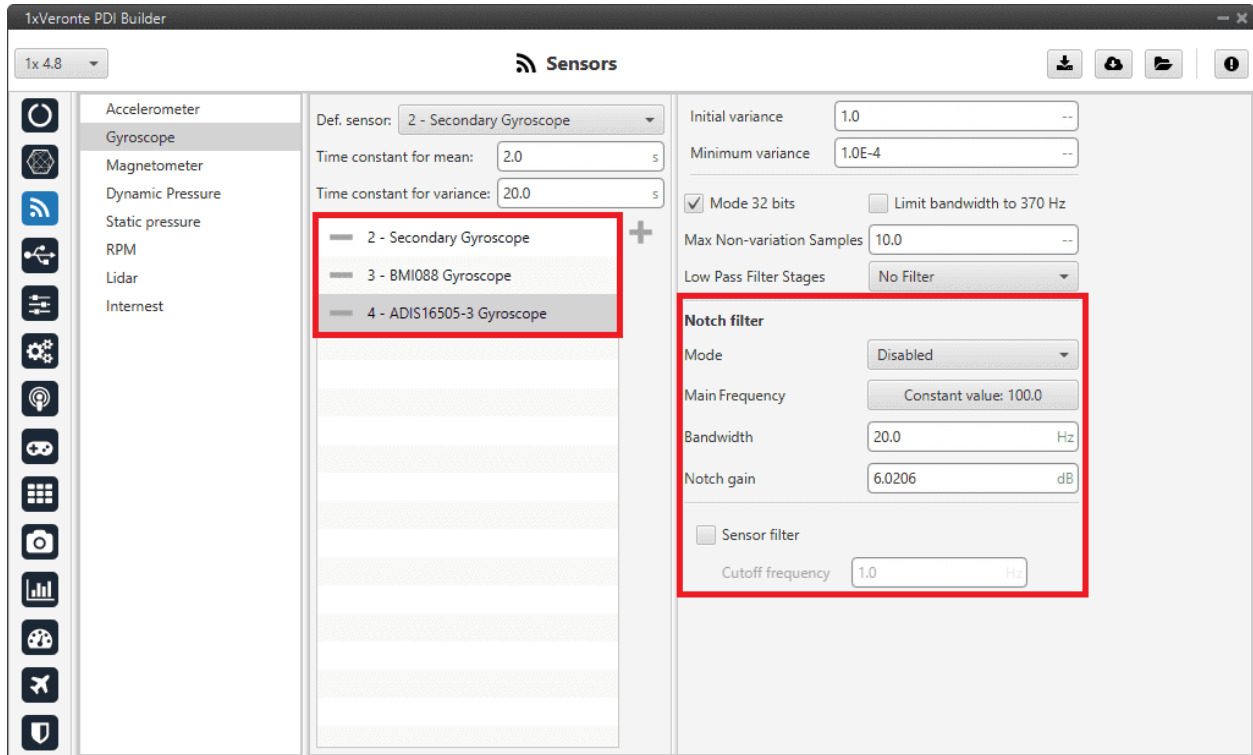 1xVeronte PDI Builder
1x 4.8
Sensors
Accelerometer
Gyroscope
Magnetometer
Dynamic Pressure
Static pressure
RPM
Lidar
Internest
Def. sensor: 2 - Secondary Gyroscope
Time constant for mean: 2.0 s
Time constant for variance: 20.0 s
2 - Secondary Gyroscope
3 - BMI088 Gyroscope
4 - ADIS16505-3 Gyroscope
Initial variance 1.0 --
Minimum variance 1.0E-4 --
Mode 32 bits Limit bandwidth to 370 Hz
Max Non-variation Samples 10.0 --
Low Pass Filter Stages No Filter
Notch filter
Mode Disabled
Main Frequency Constant value: 100.0
Bandwidth 20.0 Hz
Notch gain 6.0206 dB
Sensor filter
Cutoff frequency 1.0 Hz